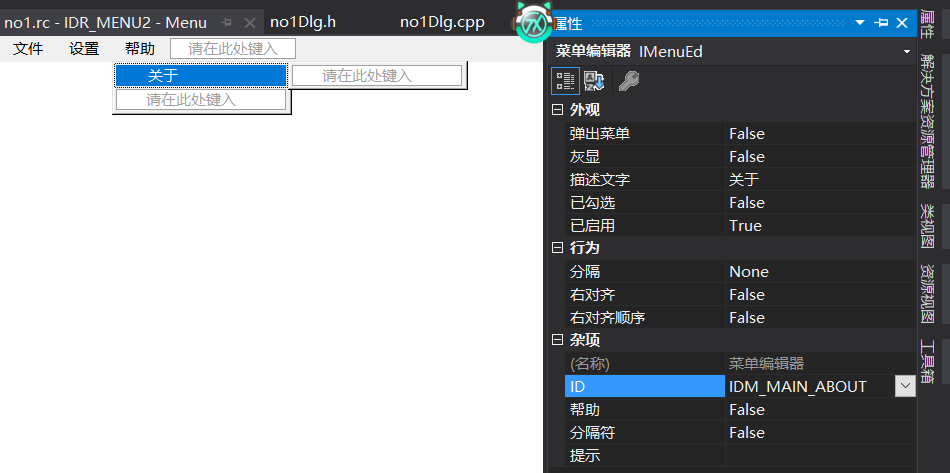 no1.rc - IDR_MENU2 - Menu
no1Dlg.h
no1Dlg.cpp
文件
设置
帮助
请在此处键入
关于
请在此处键入
请在此处键入
属性
菜单编辑器 IMenuEd
外观
弹出菜单 False
灰显 False
描述文字 关于
已勾选 False
已启用 True
行为
分隔 None
右对齐 False
右对齐顺序 False
杂项
(名称) 菜单编辑器
ID IDM_MAIN_ABOUT
帮助 False
分隔符 False
提示
属性
解决方案资源管理器
类视图
资源视图
工具箱